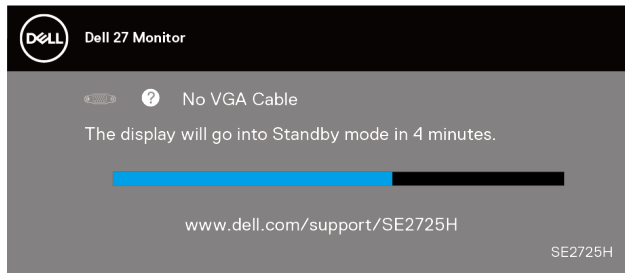 DELL
Dell 27 Monitor
? No VGA Cable
The display will go into Standby mode in 4 minutes.
www.dell.com/support/SE2725H
SE2725H